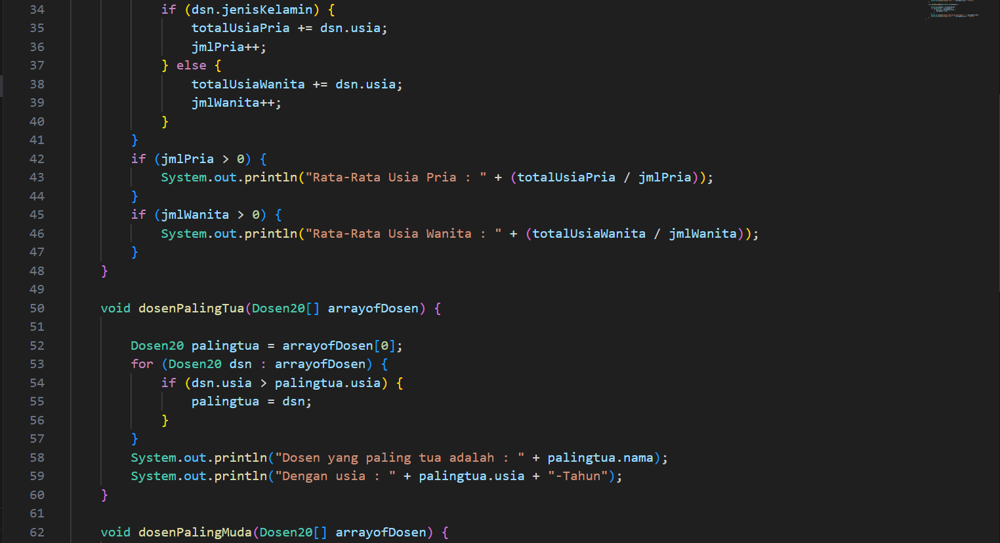 34 if (dsn.jenisKelamin) {
35 totalUsiaPria += dsn.usia;
36 jmlPria++;
37 } else {
38 totalUsiaWanita += dsn.usia;
39 jmlWanita++;
40 }
41 }
42 if (jmlPria > 0) {
43 System.out.println("Rata-Rata Usia Pria : " + (totalUsiaPria / jmlPria));
44 }
45 if (jmlWanita > 0) {
46 System.out.println("Rata-Rata Usia Wanita : " + (totalUsiaWanita / jmlWanita));
47 }
48 }
49
50 void dosenPalingTua(Dosen20[] arrayofDosen) {
51
52 Dosen20 palingtua = arrayofDosen[0];
53 for (Dosen20 dsn : arrayofDosen) {
54 if (dsn.usia > palingtua.usia) {
55 palingtua = dsn;
56 }
57 }
58 System.out.println("Dosen yang paling tua adalah : " + palingtua.nama);
59 System.out.println("Dengan usia : " + palingtua.usia + "-Tahun");
60 }
61
62 void dosenPalingMuda(Dosen20[] arrayofDosen) {